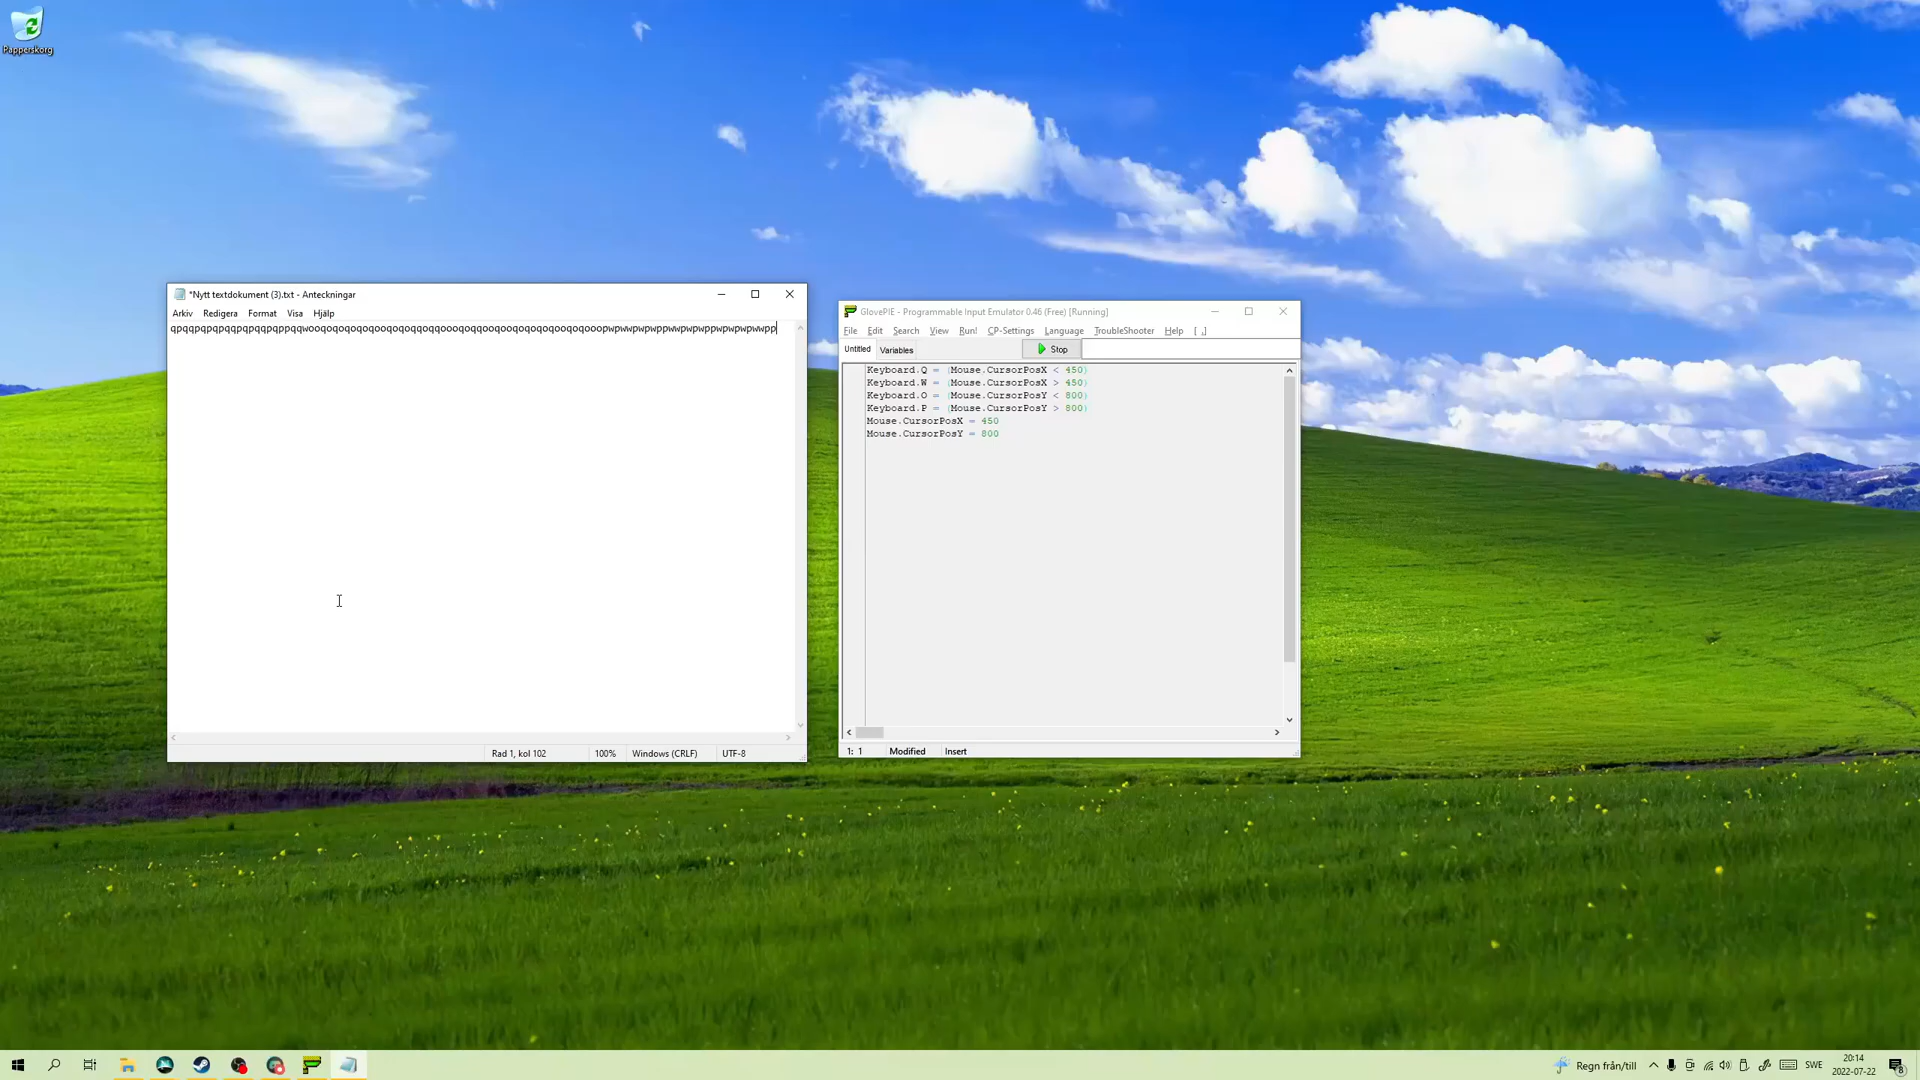 Papperskorg
*Nytt textdokument (3).txt - Anteckningar
Arkiv Redigera Format Visa Hjälp
Rad 1, kol 102 100% Windows (CRLF) UTF-8
GlovePIE - Programmable Input Emulator 0.46 (Free) [Running]
File Edit Search View Run! CP-Settings Language TroubleShooter Help [ , ]
Untitled Variables Stop
Keyboard.Q = (Mouse.CursorPosX < 450)
Keyboard.W = (Mouse.CursorPosX > 450)
Keyboard.O = (Mouse.CursorPosY < 800)
Keyboard.P = (Mouse.CursorPosY > 800)
Mouse.CursorPosX = 450
Mouse.CursorPosY = 800
1: 1 Modified Insert
Regn från/till SWE 20:14
2022-07-22 8